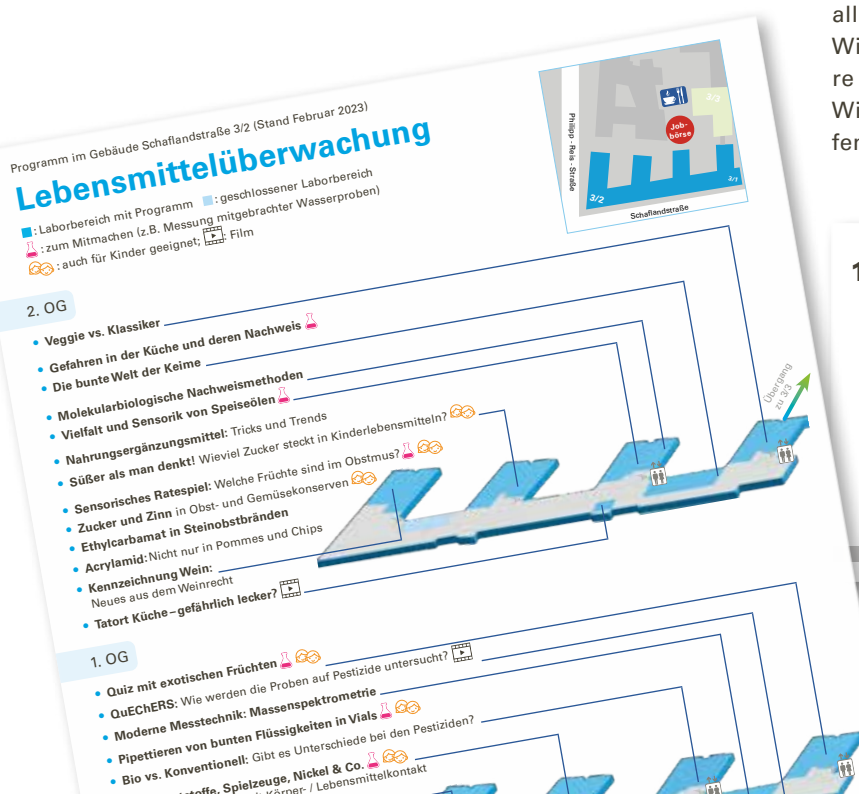 Programm im Gebäude Schaflandstraße 3/2 (Stand Februar 2023)
Lebensmittelüberwachung
: Laborbereich mit Programm : geschlossener Laborbereich
: zum Mitmachen (z.B. Messung mitgebrachter Wasserproben)
: auch für Kinder geeignet; : Film
Philipp - Reis - Straße
3/3
Job-
börse
3/2
3/1
Schaflandstraße
2. OG
• Veggie vs. Klassiker
• Gefahren in der Küche und deren Nachweis
• Die bunte Welt der Keime
• Molekularbiologische Nachweismethoden
• Vielfalt und Sensorik von Speiseölen
• Nahrungsergänzungsmittel: Tricks und Trends
• Süßer als man denkt! Wieviel Zucker steckt in Kinderlebensmitteln?
• Sensorisches Ratespiel: Welche Früchte sind im Obstmus?
• Zucker und Zinn in Obst- und Gemüsekonserven
• Ethylcarbamat in Steinobstbränden
• Acrylamid: Nicht nur in Pommes und Chips
• Kennzeichnung Wein:
Neues aus dem Weinrecht
• Tatort Küche – gefährlich lecker?
Übergang
zu 3/3
1. OG
• Quiz mit exotischen Früchten
• QuEChERS: Wie werden die Proben auf Pestizide untersucht?
• Moderne Messtechnik: Massenspektrometrie
• Pipettieren von bunten Flüssigkeiten in Vials
• Bio vs. Konventionell: Gibt es Unterschiede bei den Pestiziden?
stoffe, Spielzeuge, Nickel & Co.
Körper- / Lebensmittelkontakt
all
Wi
re
Wi
fer
1